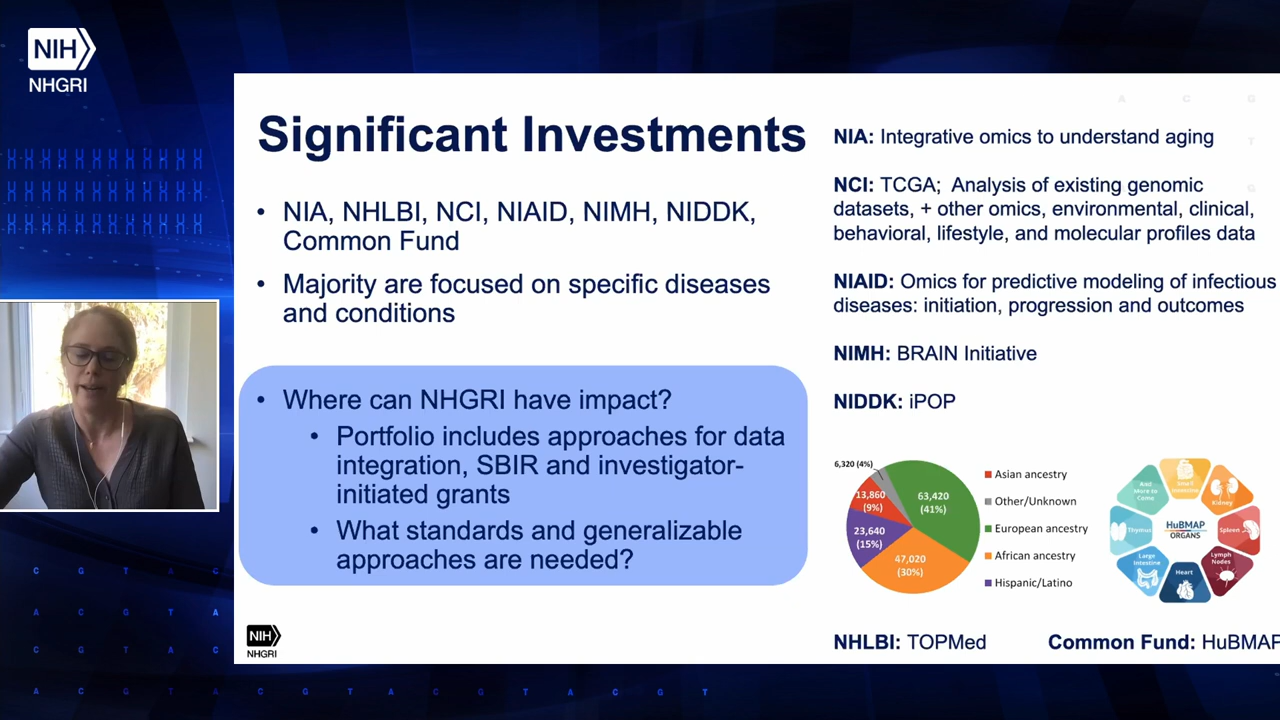 NIH
NHGRI
Significant Investments
• NIA, NHLBI, NCI, NIAID, NIMH, NIDDK,
Common Fund
• Majority are focused on specific diseases
and conditions
• Where can NHGRI have impact?
• Portfolio includes approaches for data
integration, SBIR and investigator-
initiated grants
• What standards and generalizable
approaches are needed?
NIH
NHGRI
A C G
T
G
NIA: Integrative omics to understand aging
NCI: TCGA; Analysis of existing genomic
datasets, + other omics, environmental, clinical,
behavioral, lifestyle, and molecular profiles data
NIAID: Omics for predictive modeling of infectious
diseases: initiation, progression and outcomes
NIMH: BRAIN Initiative
NIDDK: iPOP
6,320 (4%)
13,860
(9%)
63,420
(41%)
23,640
(15%)
47,020
(30%)
Asian ancestry
Other/Unknown
European ancestry
African ancestry
Hispanic/Latino
HuBMAP
ORGANS
Small
Intestine
Kidney
Spleen
Lymph
Nodes
Heart
Large
Intestine
Thymus
Add
More to
Come
NHLBI: TOPMed
Common Fund: HuBMAP
C G T A C
A C G T A
C G T A C
A C G T A C G T A C G T A C G T